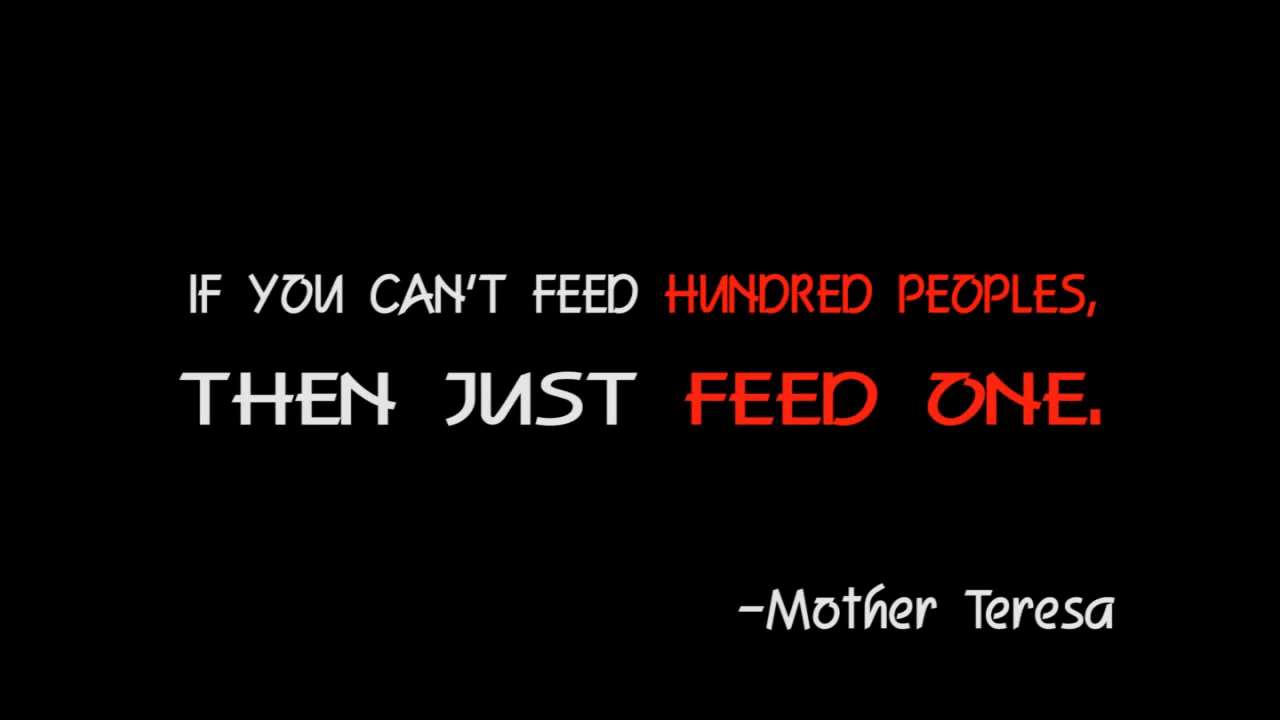 IF YOU CAN'T FEED HUNDRED PEOPLES,
THEN JUST FEED ONE.
-Mother Teresa